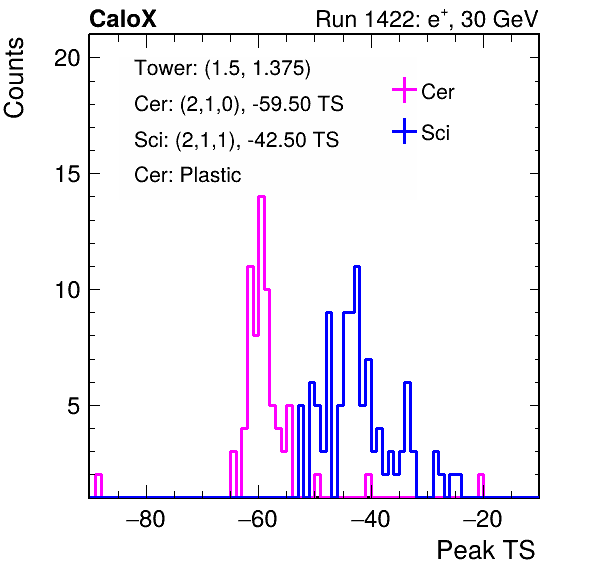 CaloX Run 1422: e⁺, 30 GeV
Counts
Tower: (1.5, 1.375)
Cer: (2,1,0), -59.50 TS
Sci: (2,1,1), -42.50 TS
Cer: Plastic
Cer
Sci
20
15
10
5
−80 −60 −40 −20
Peak TS